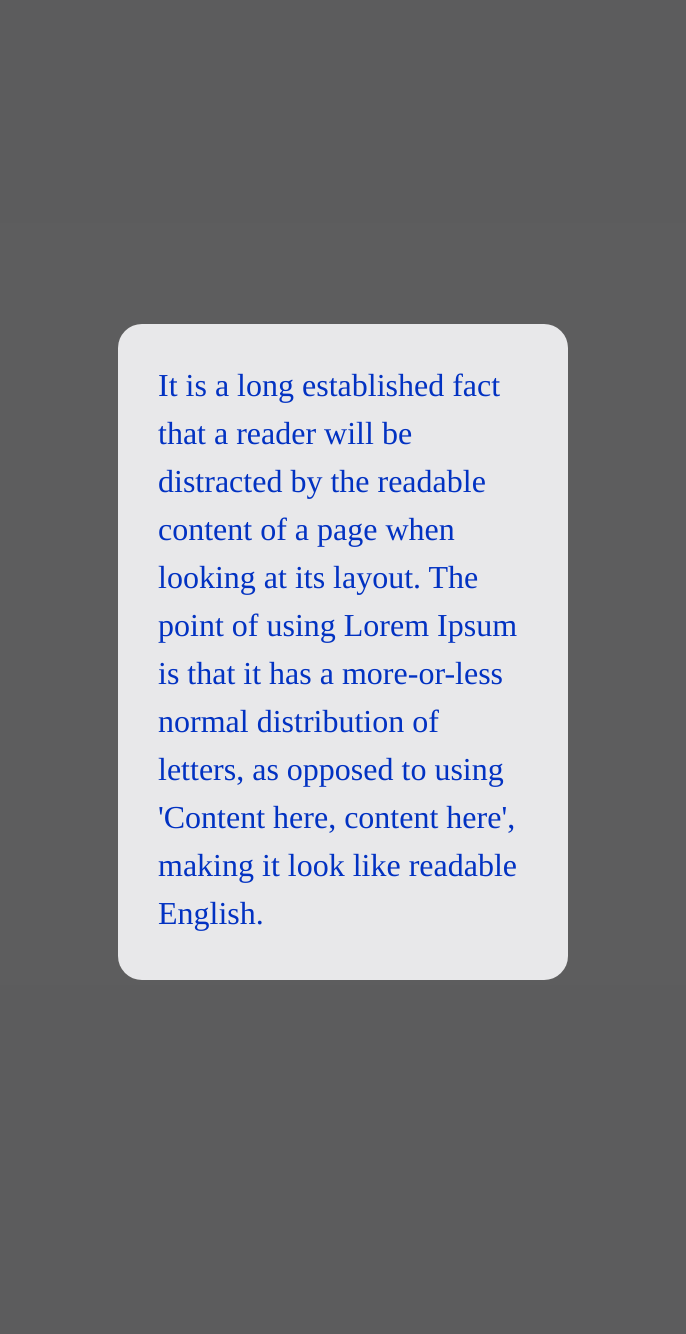 It is a long established fact
that a reader will be
distracted by the readable
content of a page when
looking at its layout. The
point of using Lorem Ipsum
is that it has a more-or-less
normal distribution of
letters, as opposed to using
'Content here, content here',
making it look like readable
English.